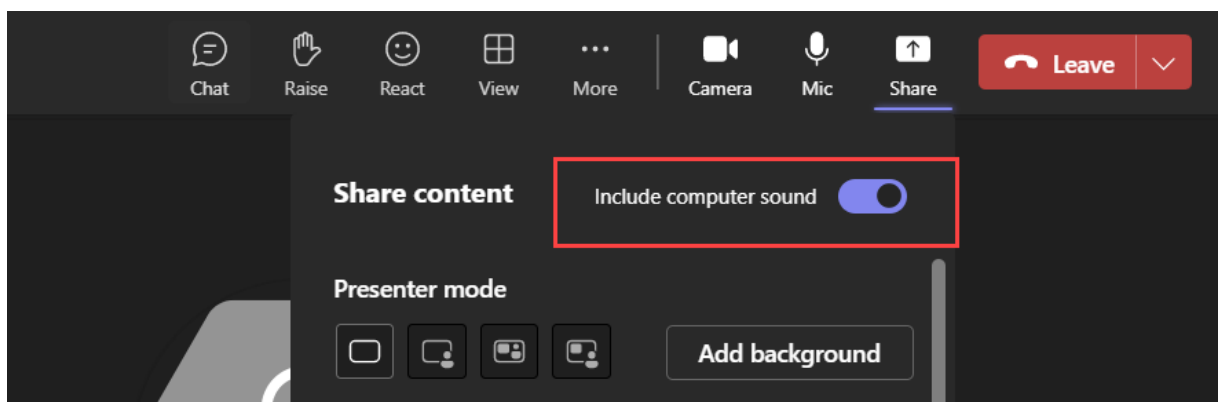 Chat Raise React View More Camera Mic Share Leave
Share content Include computer sound
Presenter mode
Add background